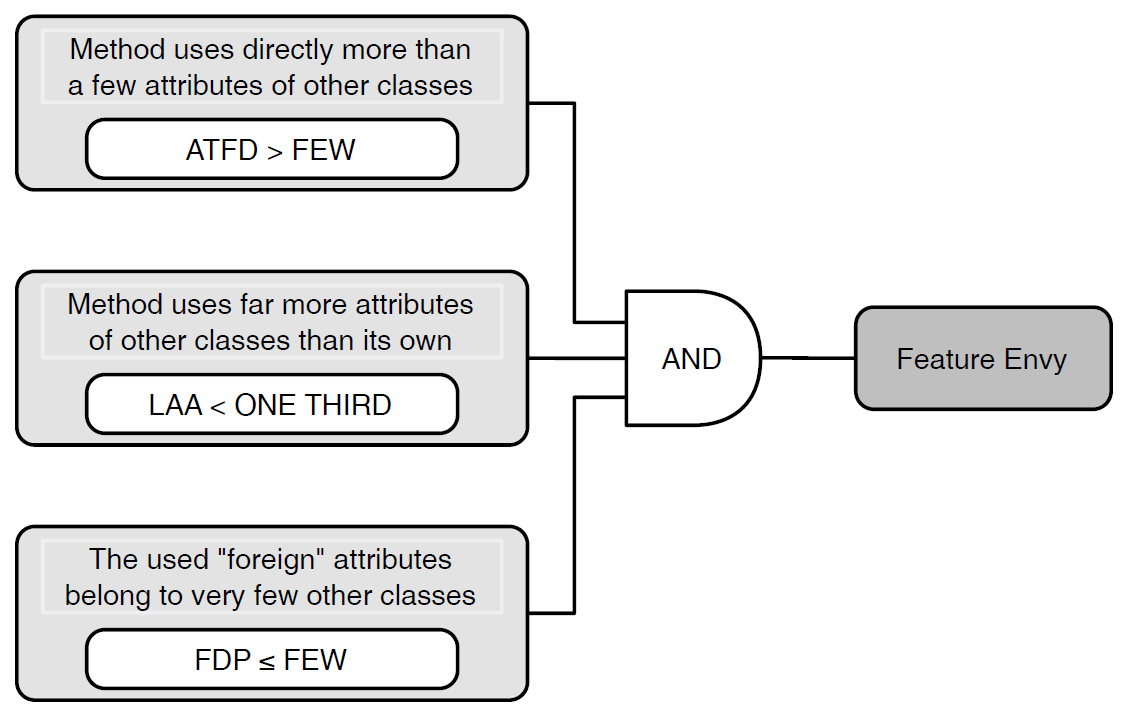 Method uses directly more than
a few attributes of other classes
ATFD > FEW
Method uses far more attributes
of other classes than its own
LAA < ONE THIRD
The used "foreign" attributes
belong to very few other classes
FDP ≤ FEW
AND
Feature Envy